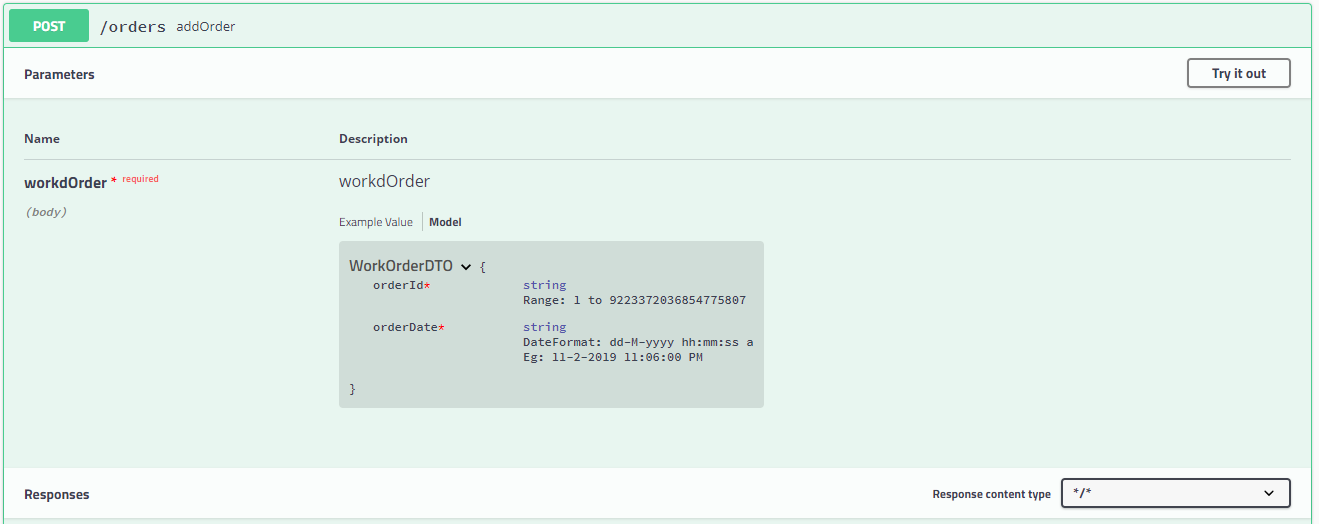 POST /orders addOrder
Parameters Try it out
Name Description
workdOrder * required workdOrder
(body)
Example Value Model
WorkOrderDTO {
orderId* string
Range: 1 to 9223372036854775807
orderDate* string
DateFormat: dd-M-yyyy hh:mm:ss a
Eg: 11-2-2019 11:06:00 PM
}
Responses Response content type */*